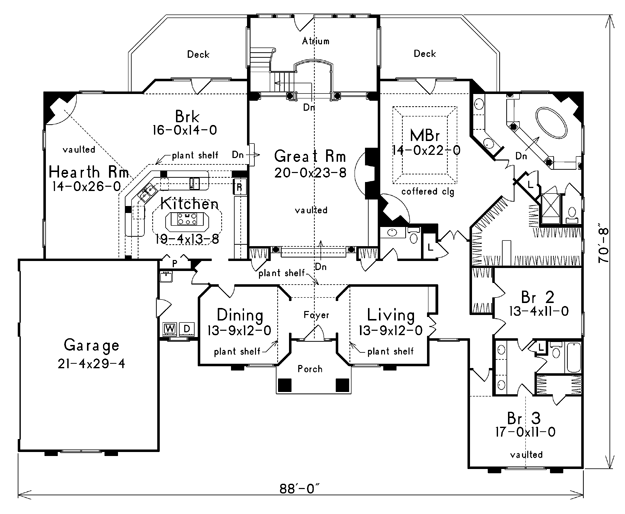 Deck
Atrium
Deck
Dn
Brk
16-0x14-0
MBr
14-0x22-0
coffered clg
Dn
vaulted
Hearth Rm
14-0x26-0
plant shelf
Dn
Great Rm
20-0x23-8
vaulted
R
L
Kitchen
19-4x13-8
P
L
plant shelf
Dn
70'-8"
Garage
21-4x29-4
W
D
Dining
13-9x12-0
plant shelf
Foyer
Living
13-9x12-0
plant shelf
Br 2
13-4x11-0
L
Porch
Br 3
17-0x11-0
vaulted
88'-0"